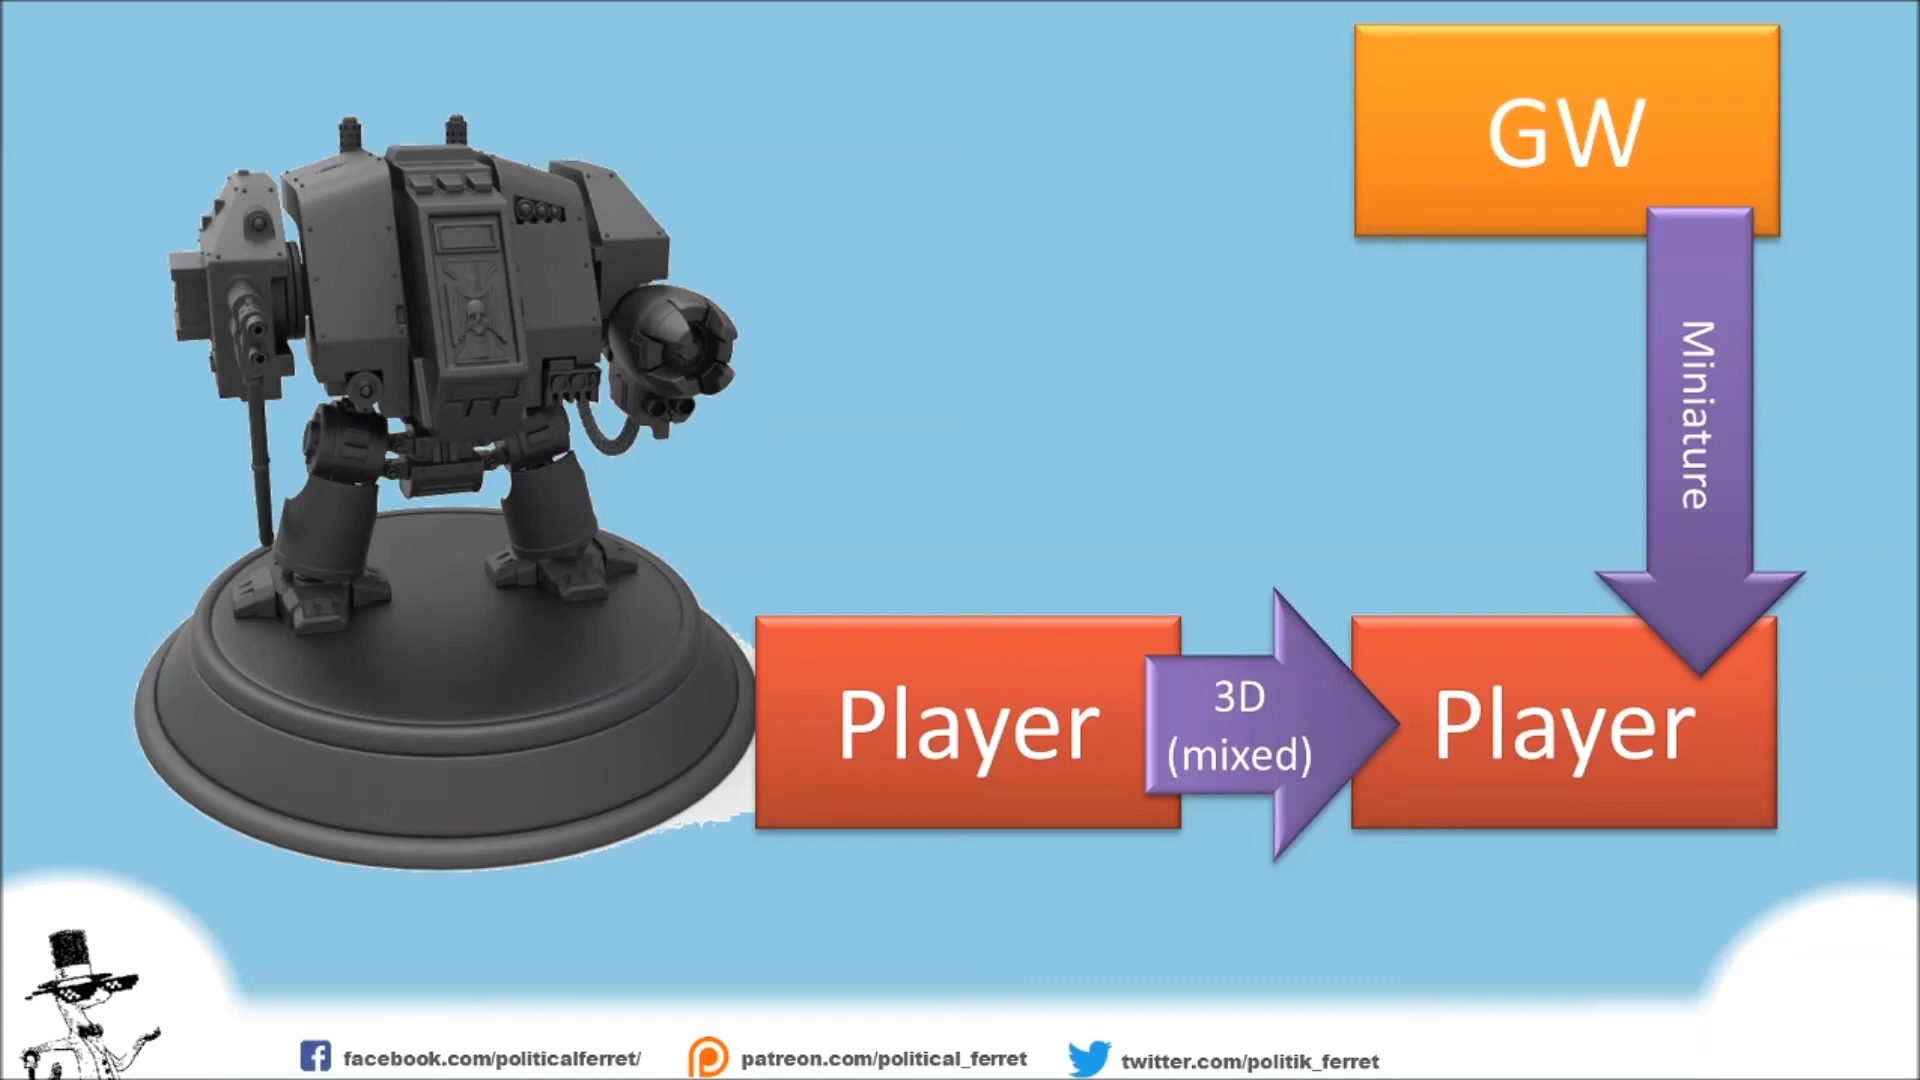 GW
Miniature
Player
3D
(mixed)
Player
facebook.com/politicalferret/
patreon.com/political_ferret
twitter.com/politik_ferret